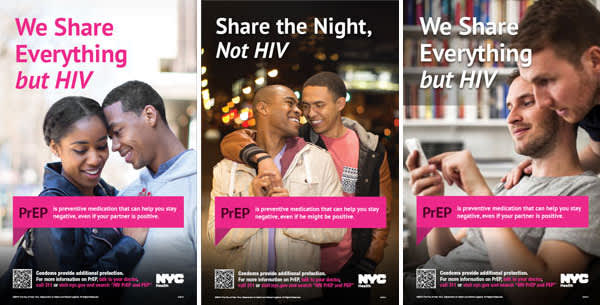 We Share
Everything
but HIV
PrEP
is preventive medication that can help you stay
negative, even if your partner is positive.
Condoms provide additional protection.
For more information on PrEP, talk to your doctor,
call 311 or visit nyc.gov and search "HIV PrEP and PEP"
NYC
Health
Share the Night,
Not HIV
PrEP
is preventive medication that can help you stay
negative, even if he might be positive.
Condoms provide additional protection.
For more information on PrEP, talk to your doctor,
call 311 or visit nyc.gov and search "HIV PrEP and PEP"
NYC
Health
We Share
Everything
but HIV
PrEP
is preventive medication that can help you stay
negative, even if your partner is positive.
Condoms provide additional protection.
For more information on PrEP, talk to your doctor,
call 311 or visit nyc.gov and search "HIV PrEP and PEP"
NYC
Health